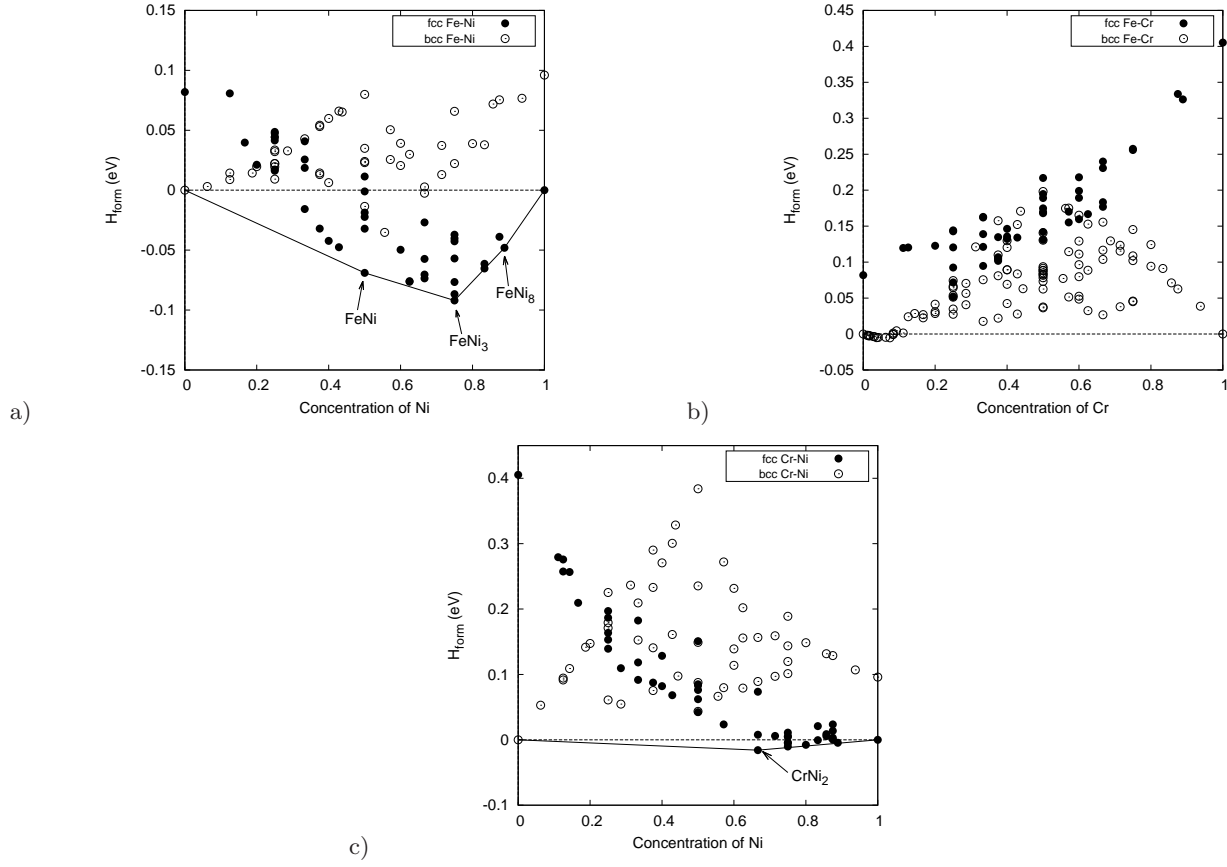 fcc Fe-Ni
bcc Fe-Ni
0.15
0.1
0.05
0
-0.05
-0.1
-0.15
H_form (eV)
FeNi
FeNi_3
FeNi_8
0 0.2 0.4 0.6 0.8 1
Concentration of Ni
a)
fcc Fe-Cr
bcc Fe-Cr
0.45
0.4
0.35
0.3
0.25
0.2
0.15
0.1
0.05
0
-0.05
H_form (eV)
0 0.2 0.4 0.6 0.8 1
Concentration of Cr
b)
fcc Cr-Ni
bcc Cr-Ni
0.4
0.3
0.2
0.1
0
-0.1
H_form (eV)
CrNi_2
0 0.2 0.4 0.6 0.8 1
Concentration of Ni
c)